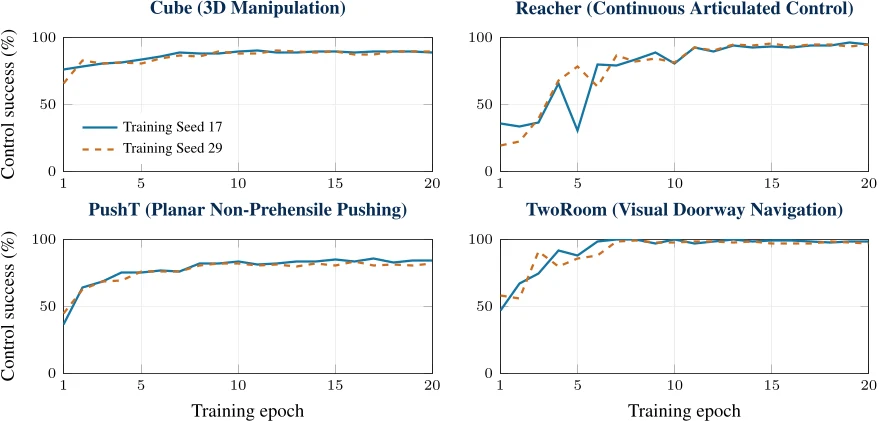 Cube (3D Manipulation)
Control success (%)
100
50
0
Training Seed 17
Training Seed 29
1 5 10 15 20
Reacher (Continuous Articulated Control)
100
50
0
1 5 10 15 20
PushT (Planar Non-Prehensile Pushing)
Control success (%)
100
50
0
1 5 10 15 20
Training epoch
TwoRoom (Visual Doorway Navigation)
100
50
0
1 5 10 15 20
Training epoch